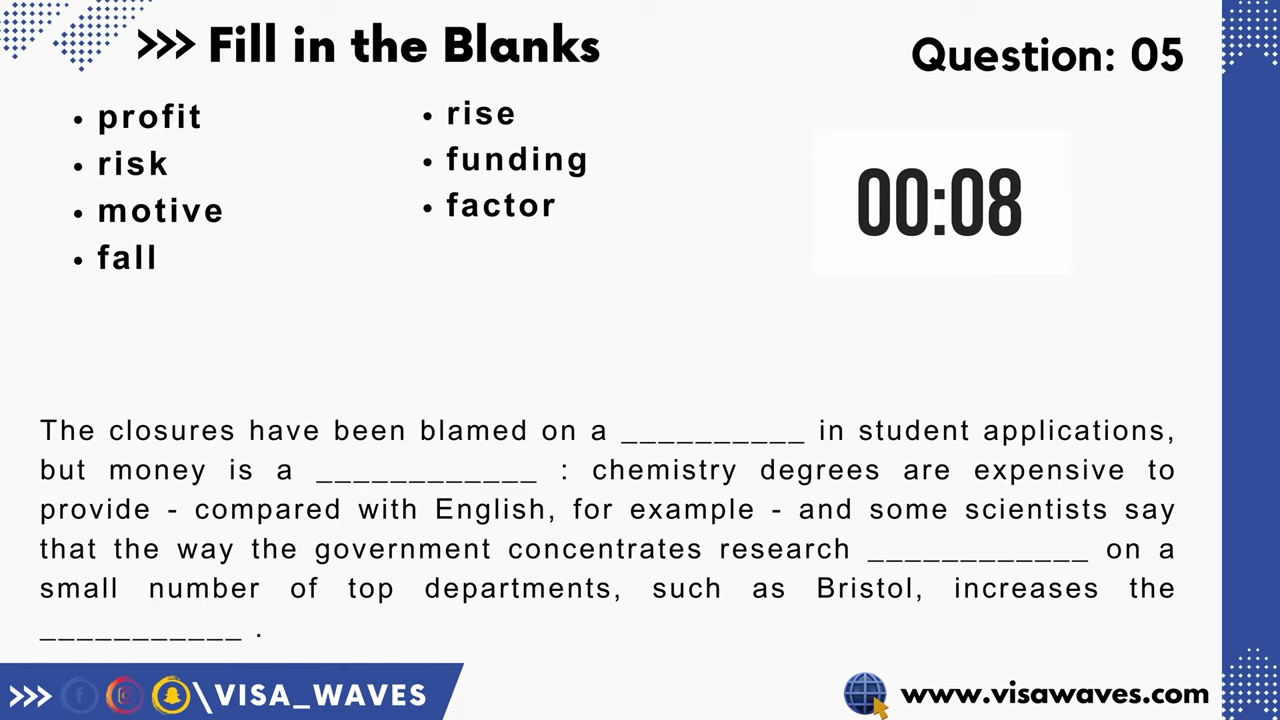 >>> Fill in the Blanks
Question: 05
• profit
• risk
• motive
• fall
• rise
• funding
• factor
00:08
The closures have been blamed on a __________ in student applications,
but money is a ____________ : chemistry degrees are expensive to
provide - compared with English, for example - and some scientists say
that the way the government concentrates research ____________ on a
small number of top departments, such as Bristol, increases the
___________ .
>>> \VISA_WAVES
www.visawaves.com